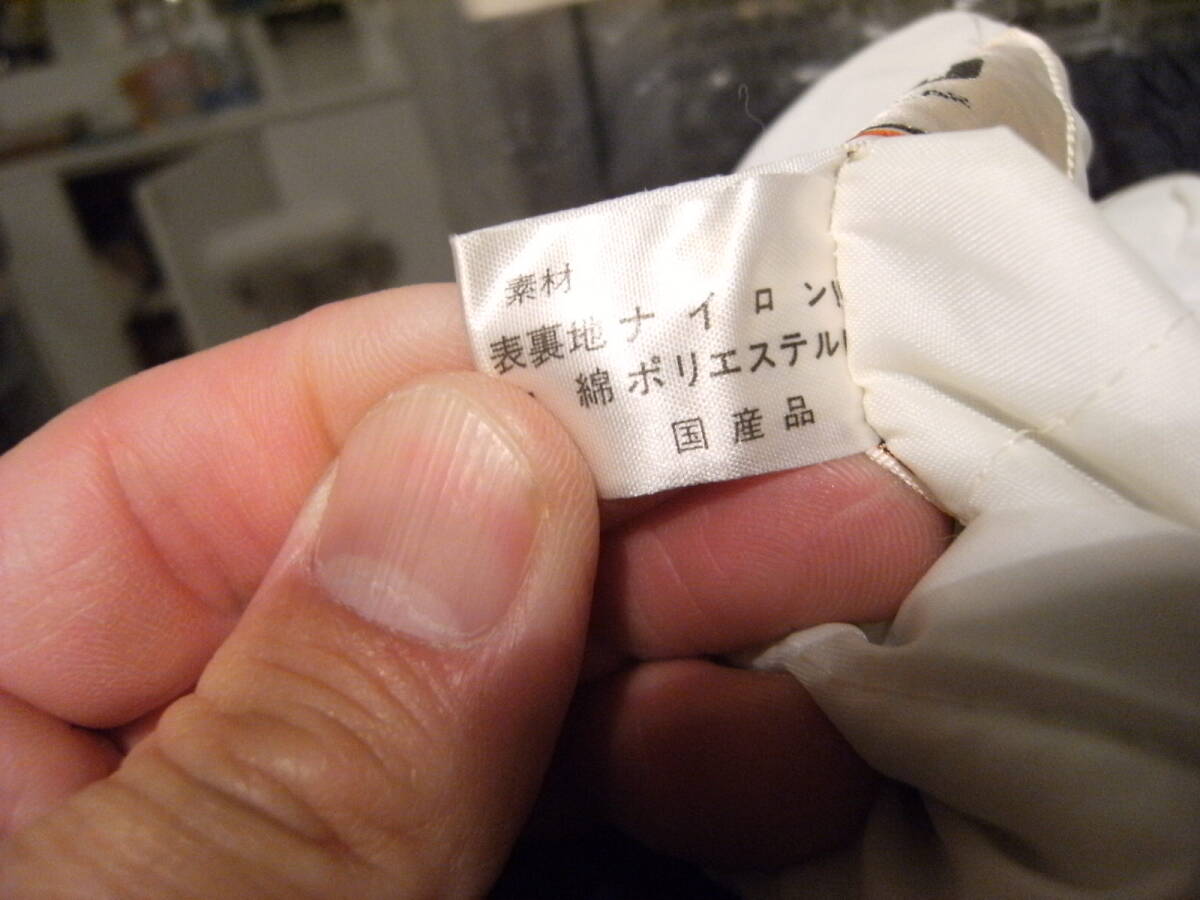 素材
表裏地ナイロン
綿 ポリエステル
国産品